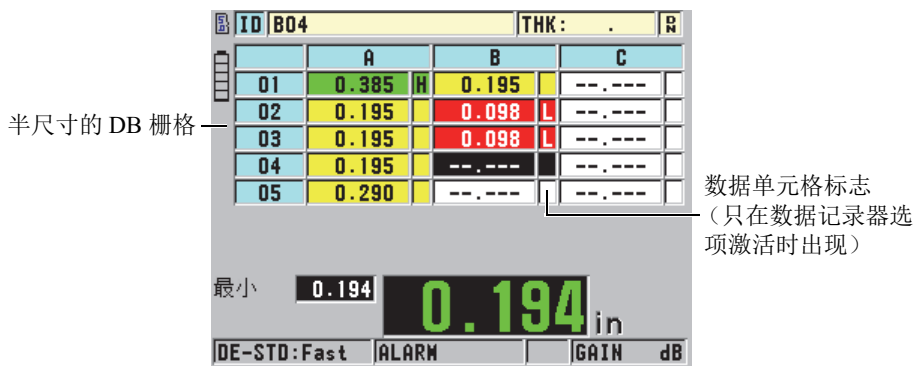 ID B04 THK: . DN
A B C
01 0.385 H 0.195 --.---
02 0.195 0.098 L --.---
03 0.195 0.098 L --.---
04 0.195 --.--- --.---
05 0.290 --.--- --.---
半尺寸的 DB 栅格
数据单元格标志
（只在数据记录器选
项激活时出现）
最小 0.194 0.194 in
DE-STD:Fast ALARM GAIN dB